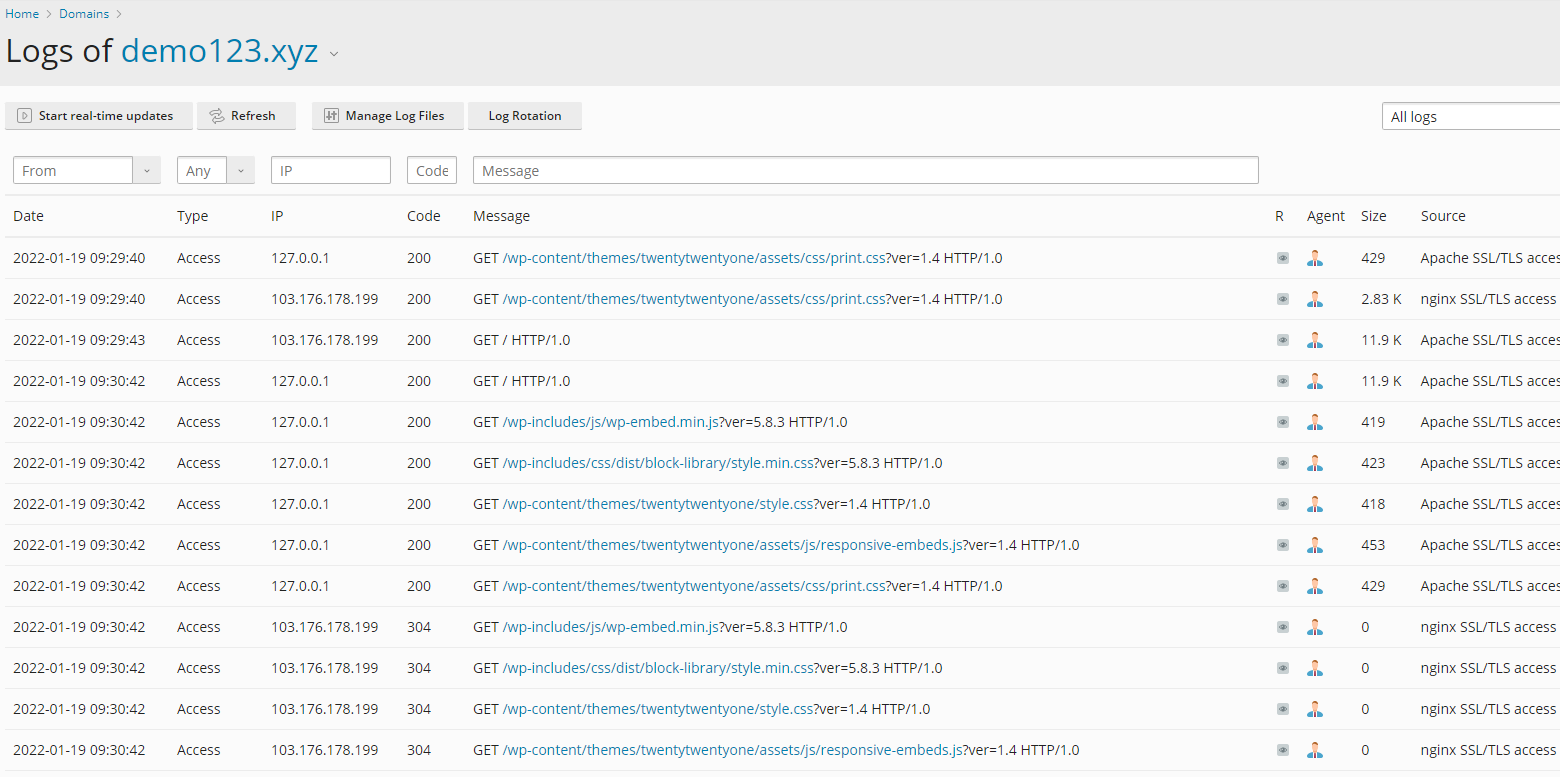 Home > Domains >
Logs of demo123.xyz
Start real-time updates Refresh Manage Log Files Log Rotation All logs
From Any IP Code Message
Date Type IP Code Message R Agent Size Source
2022-01-19 09:29:40 Access 127.0.0.1 200 GET /wp-content/themes/twentytwentyone/assets/css/print.css?ver=1.4 HTTP/1.0 429 Apache SSL/TLS acces
2022-01-19 09:29:40 Access 103.176.178.199 200 GET /wp-content/themes/twentytwentyone/assets/css/print.css?ver=1.4 HTTP/1.0 2.83 K nginx SSL/TLS access
2022-01-19 09:29:43 Access 103.176.178.199 200 GET / HTTP/1.0 11.9 K Apache SSL/TLS acces
2022-01-19 09:30:42 Access 127.0.0.1 200 GET / HTTP/1.0 11.9 K Apache SSL/TLS acces
2022-01-19 09:30:42 Access 127.0.0.1 200 GET /wp-includes/js/wp-embed.min.js?ver=5.8.3 HTTP/1.0 419 Apache SSL/TLS acces
2022-01-19 09:30:42 Access 127.0.0.1 200 GET /wp-includes/css/dist/block-library/style.min.css?ver=5.8.3 HTTP/1.0 423 Apache SSL/TLS acces
2022-01-19 09:30:42 Access 127.0.0.1 200 GET /wp-content/themes/twentytwentyone/style.css?ver=1.4 HTTP/1.0 418 Apache SSL/TLS acces
2022-01-19 09:30:42 Access 127.0.0.1 200 GET /wp-content/themes/twentytwentyone/assets/js/responsive-embeds.js?ver=1.4 HTTP/1.0 453 Apache SSL/TLS acces
2022-01-19 09:30:42 Access 127.0.0.1 200 GET /wp-content/themes/twentytwentyone/assets/css/print.css?ver=1.4 HTTP/1.0 429 Apache SSL/TLS acces
2022-01-19 09:30:42 Access 103.176.178.199 304 GET /wp-includes/js/wp-embed.min.js?ver=5.8.3 HTTP/1.0 0 nginx SSL/TLS access
2022-01-19 09:30:42 Access 103.176.178.199 304 GET /wp-includes/css/dist/block-library/style.min.css?ver=5.8.3 HTTP/1.0 0 nginx SSL/TLS access
2022-01-19 09:30:42 Access 103.176.178.199 304 GET /wp-content/themes/twentytwentyone/style.css?ver=1.4 HTTP/1.0 0 nginx SSL/TLS access
2022-01-19 09:30:42 Access 103.176.178.199 304 GET /wp-content/themes/twentytwentyone/assets/js/responsive-embeds.js?ver=1.4 HTTP/1.0 0 nginx SSL/TLS access